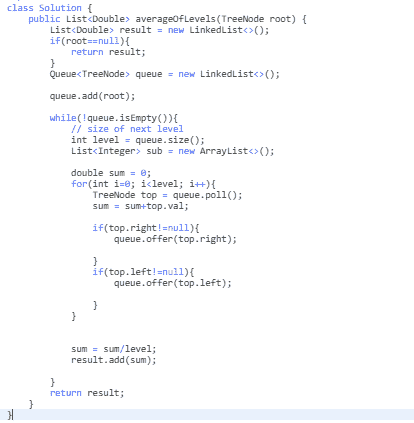 class Solution {
    public List<Double> averageOfLevels(TreeNode root) {
        List<Double> result = new LinkedList<>();
        if(root==null){
            return result;
        }
        Queue<TreeNode> queue = new LinkedList<>();

        queue.add(root);

        while(!queue.isEmpty()){
            // size of next level
            int level = queue.size();
            List<Integer> sub = new ArrayList<>();

            double sum = 0;
            for(int i=0; i<level; i++){
                TreeNode top = queue.poll();
                sum = sum+top.val;

                if(top.right!=null){
                    queue.offer(top.right);

                }
                if(top.left!=null){
                    queue.offer(top.left);

                }
            }


            sum = sum/level;
            result.add(sum);

        }
        return result;
    }
}